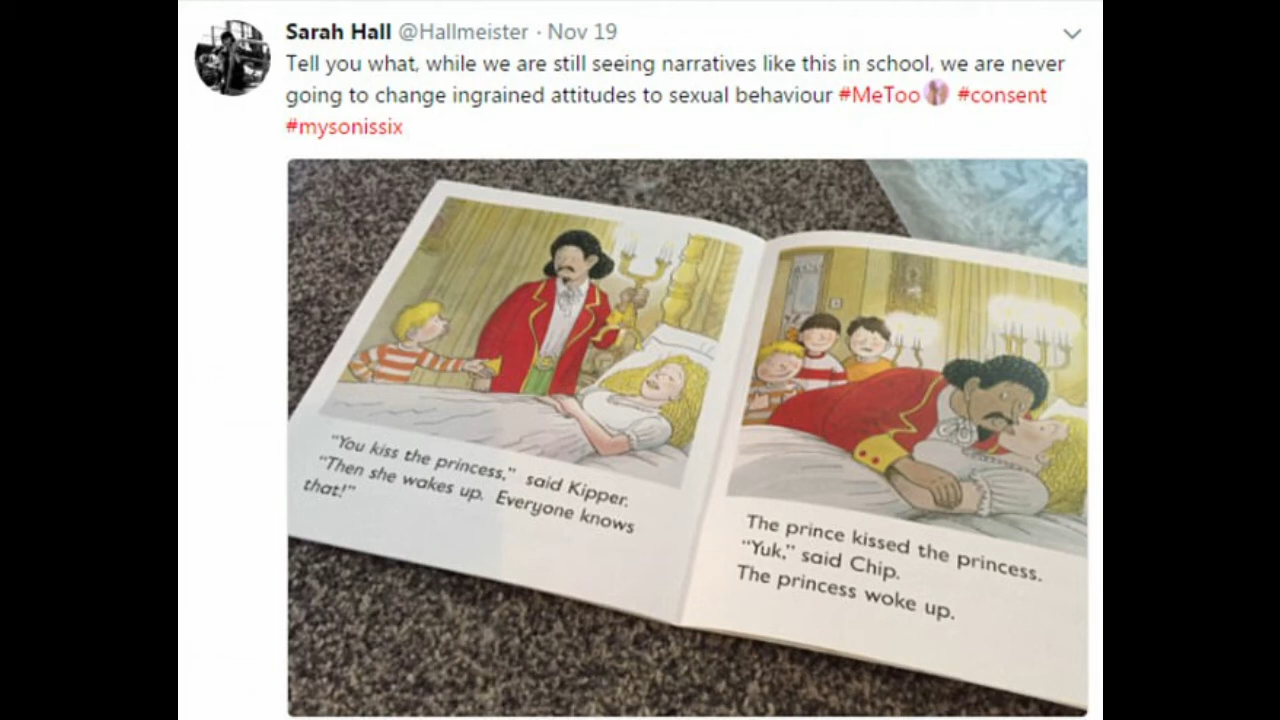 Sarah Hall @Hallmeister · Nov 19
Tell you what, while we are still seeing narratives like this in school, we are never
going to change ingrained attitudes to sexual behaviour #MeToo #consent
#mysonissix
"You kiss the princess," said Kipper.
"Then she wakes up. Everyone knows
that!"
The prince kissed the princess.
"Yuk," said Chip.
The princess woke up.